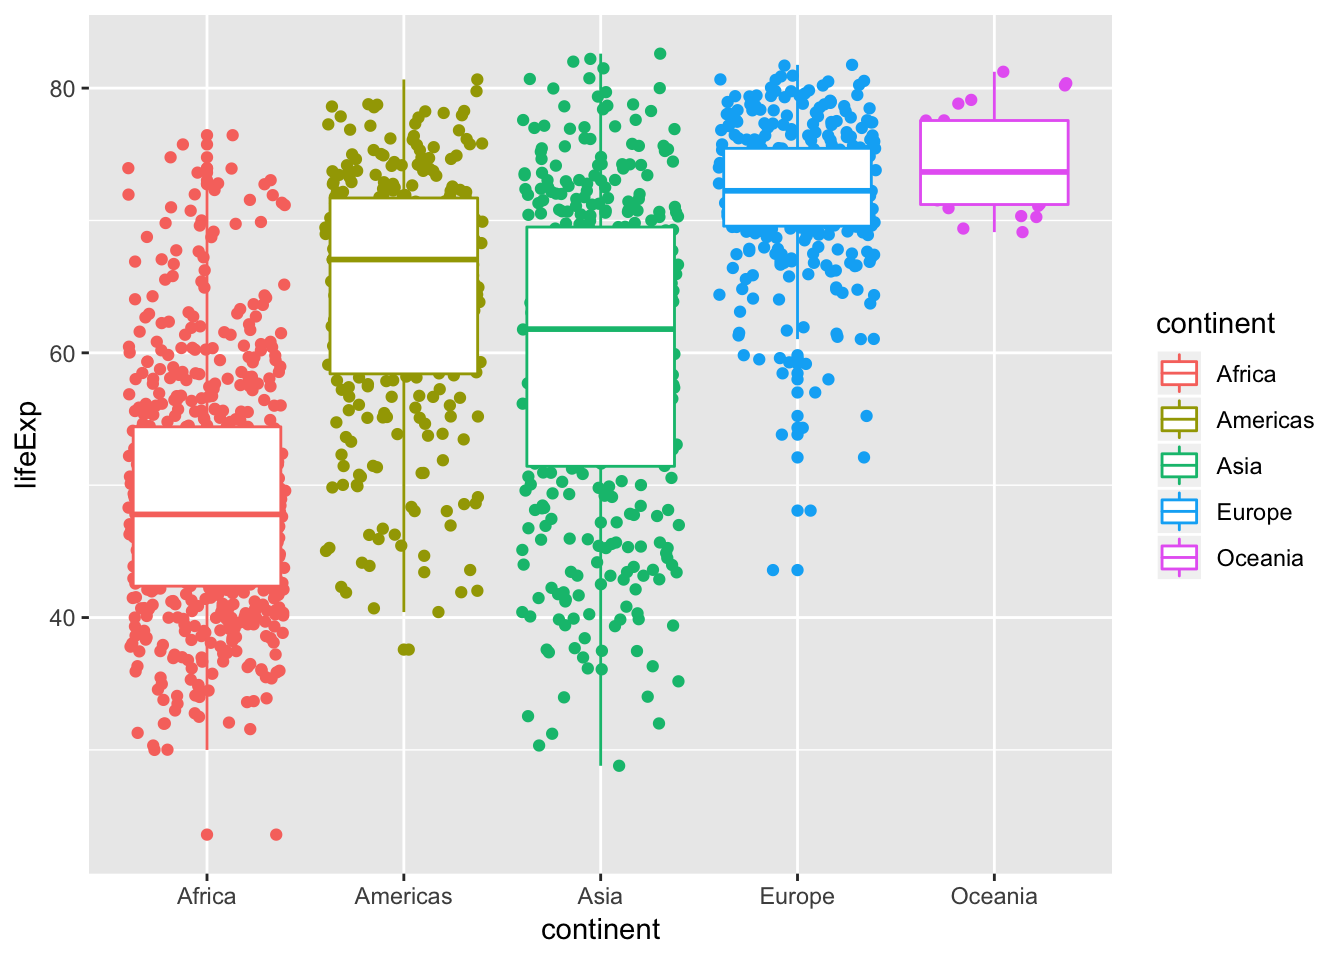 80
60
40
lifeExp
Africa Americas Asia Europe Oceania
continent
continent
Africa
Americas
Asia
Europe
Oceania